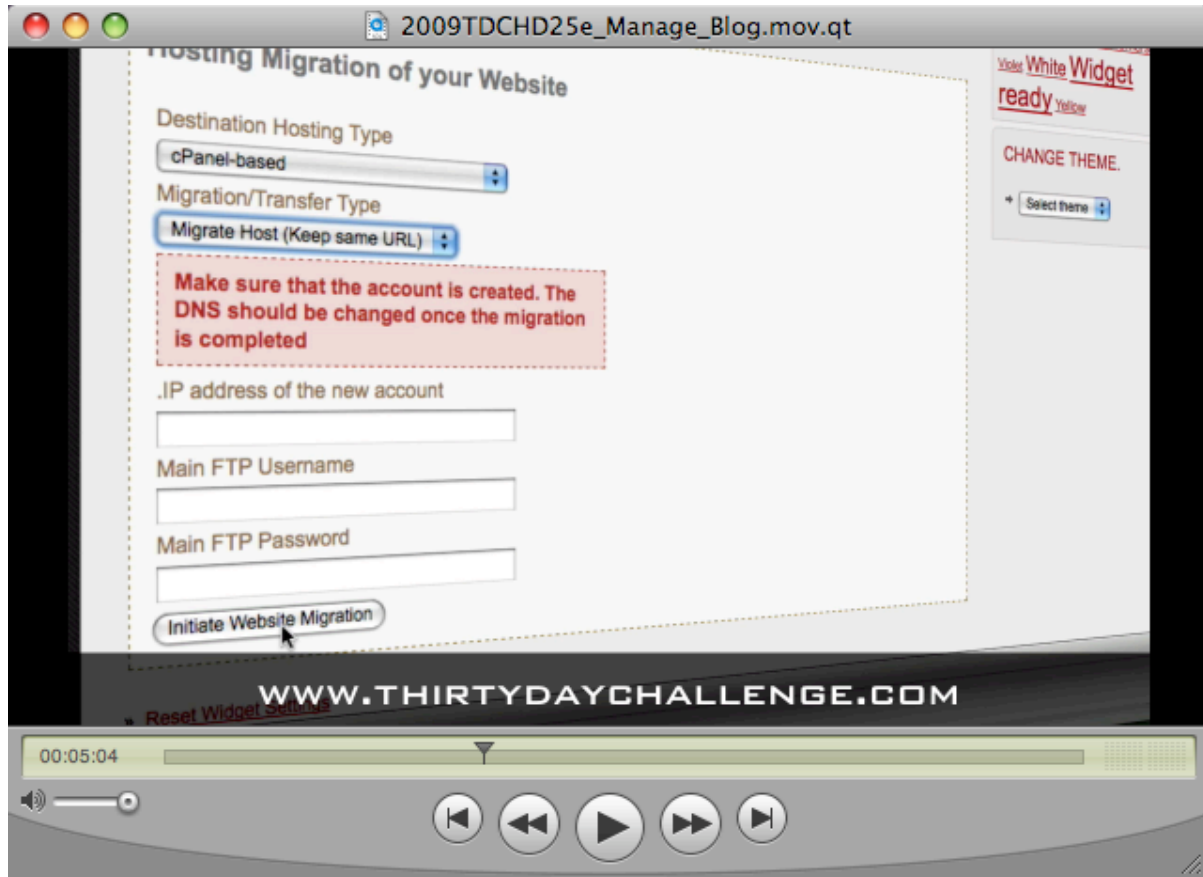 2009TDCHD25e_Manage_Blog.mov.qt
Hosting Migration of your Website
Destination Hosting Type
cPanel-based
Migration/Transfer Type
Migrate Host (Keep same URL)
Make sure that the account is created. The
DNS should be changed once the migration
is completed
.IP address of the new account
Main FTP Username
Main FTP Password
Initiate Website Migration
» Reset Widget Settings
Violet White Widget
ready Yellow
CHANGE THEME.
Select theme
WWW.THIRTYDAYCHALLENGE.COM
00:05:04